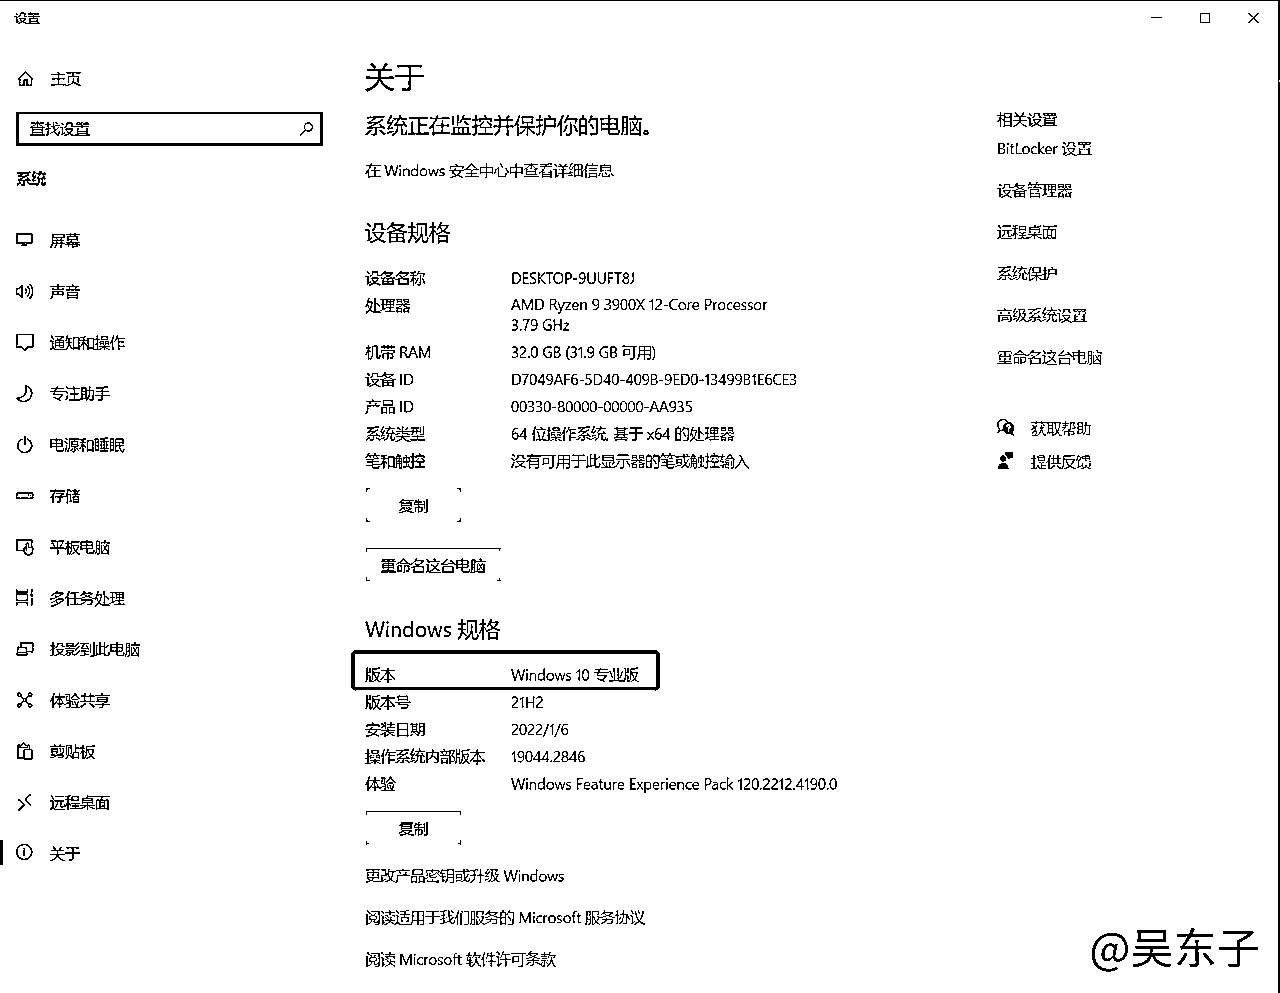 设置
主页
查找设置
系统
屏幕
声音
通知和操作
专注助手
电源和睡眠
存储
平板电脑
多任务处理
投影到此电脑
体验共享
剪贴板
远程桌面
关于
关于
系统正在监控并保护你的电脑。
在 Windows 安全中心中查看详细信息
设备规格
设备名称 DESKTOP-9UUFT8J
处理器 AMD Ryzen 9 3900X 12-Core Processor
3.79 GHz
机带 RAM 32.0 GB (31.9 GB 可用)
设备 ID D7049AF6-5D40-409B-9ED0-13499B1E6CE3
产品 ID 00330-80000-00000-AA935
系统类型 64 位操作系统, 基于 x64 的处理器
笔和触控 没有可用于此显示器的笔或触控输入
复制
重命名这台电脑
Windows 规格
版本 Windows 10 专业版
版本号 21H2
安装日期 2022/1/6
操作系统内部版本 19044.2846
体验 Windows Feature Experience Pack 120.2212.4190.0
复制
更改产品密钥或升级 Windows
阅读适用于我们服务的 Microsoft 服务协议
阅读 Microsoft 软件许可条款
相关设置
BitLocker 设置
设备管理器
远程桌面
系统保护
高级系统设置
重命名这台电脑
获取帮助
提供反馈
@吴东子